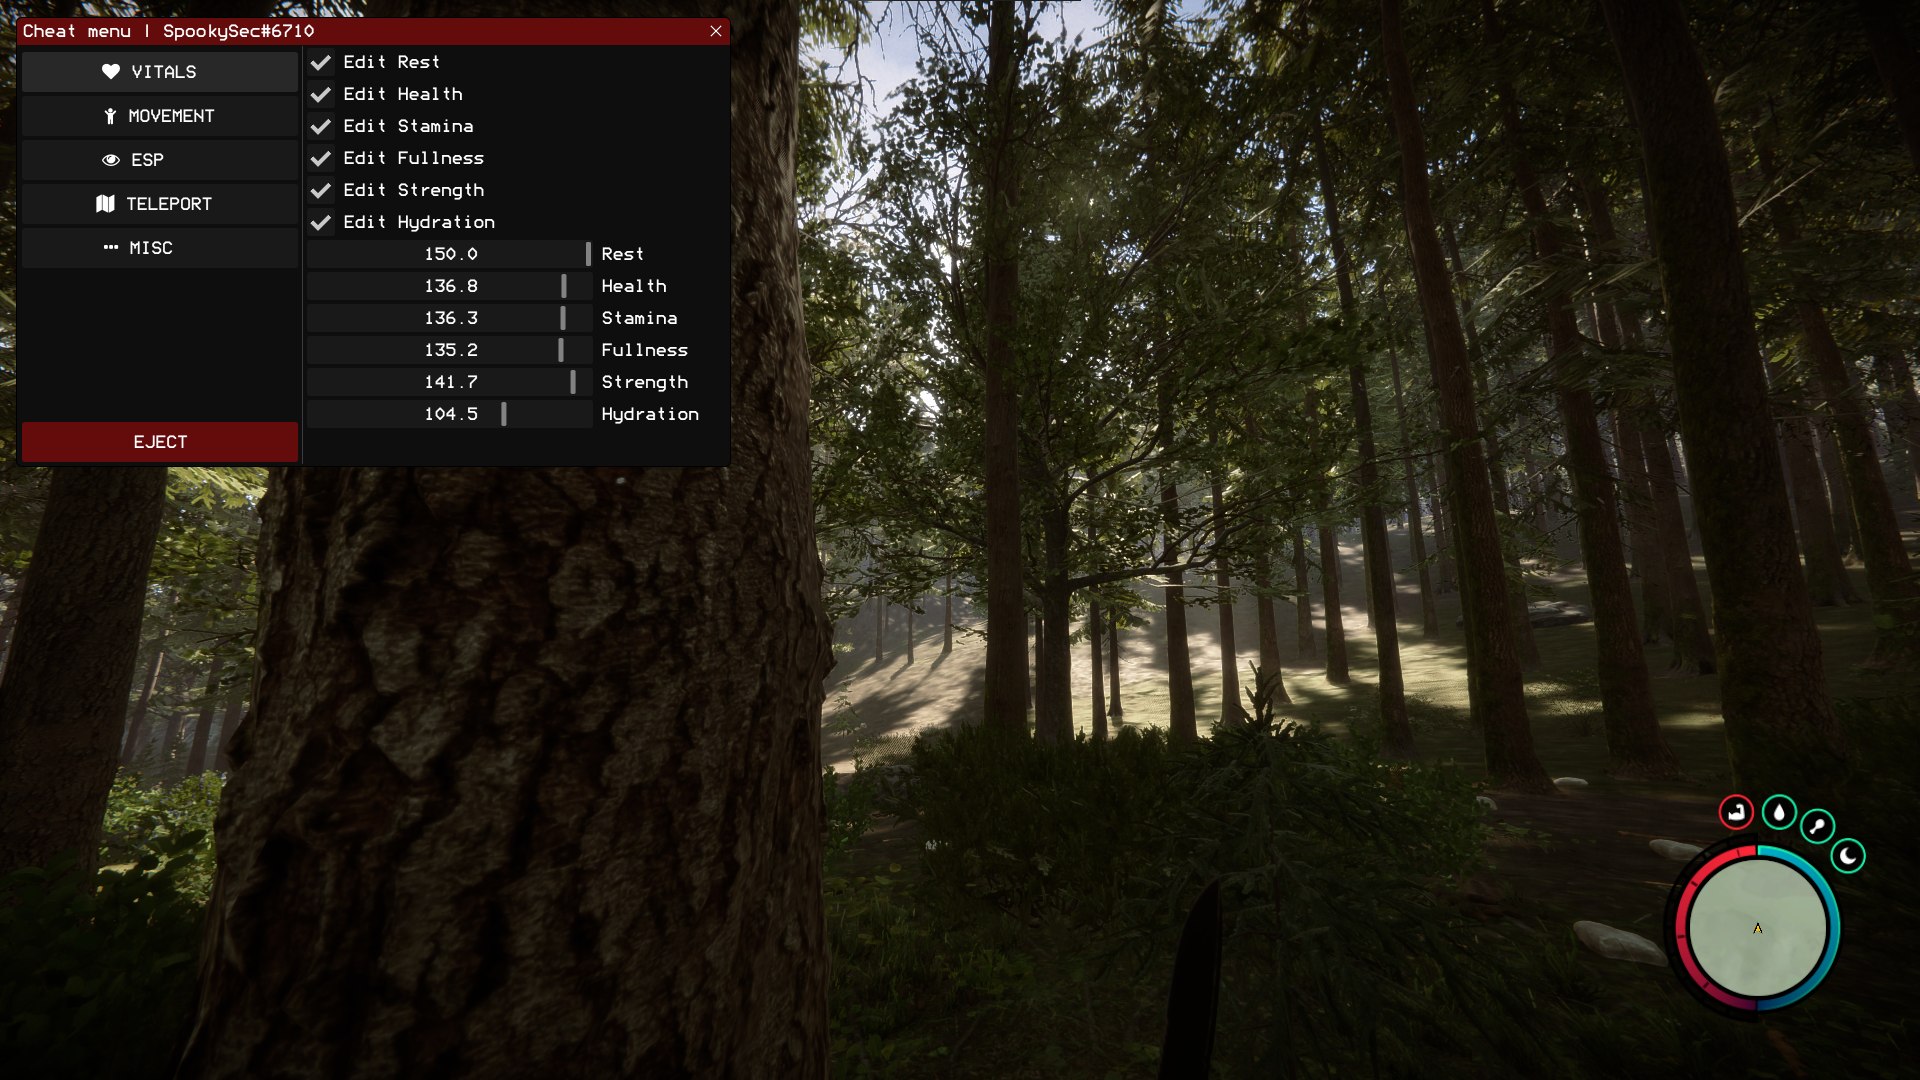 Cheat menu | SpookySec#6710
VITALS
MOVEMENT
ESP
TELEPORT
MISC
EJECT
Edit Rest
Edit Health
Edit Stamina
Edit Fullness
Edit Strength
Edit Hydration
150.0 Rest
136.8 Health
136.3 Stamina
135.2 Fullness
141.7 Strength
104.5 Hydration